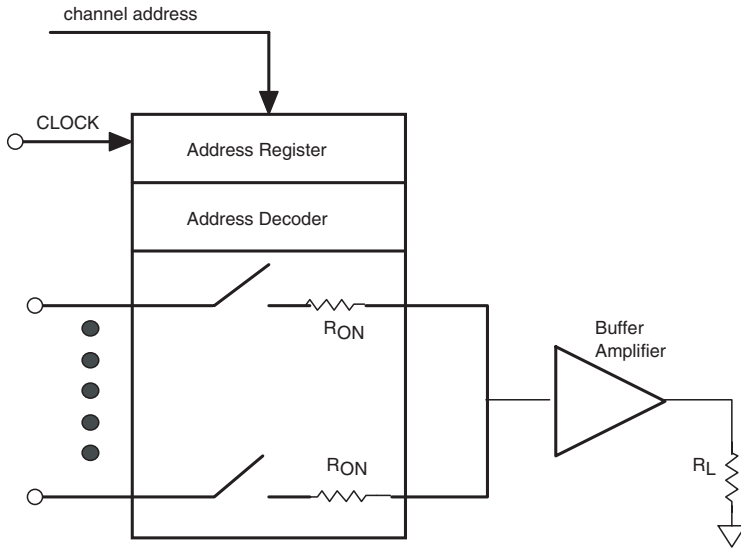 channel address
CLOCK
Address Register
Address Decoder
RON
Buffer
Amplifier
RON
RL